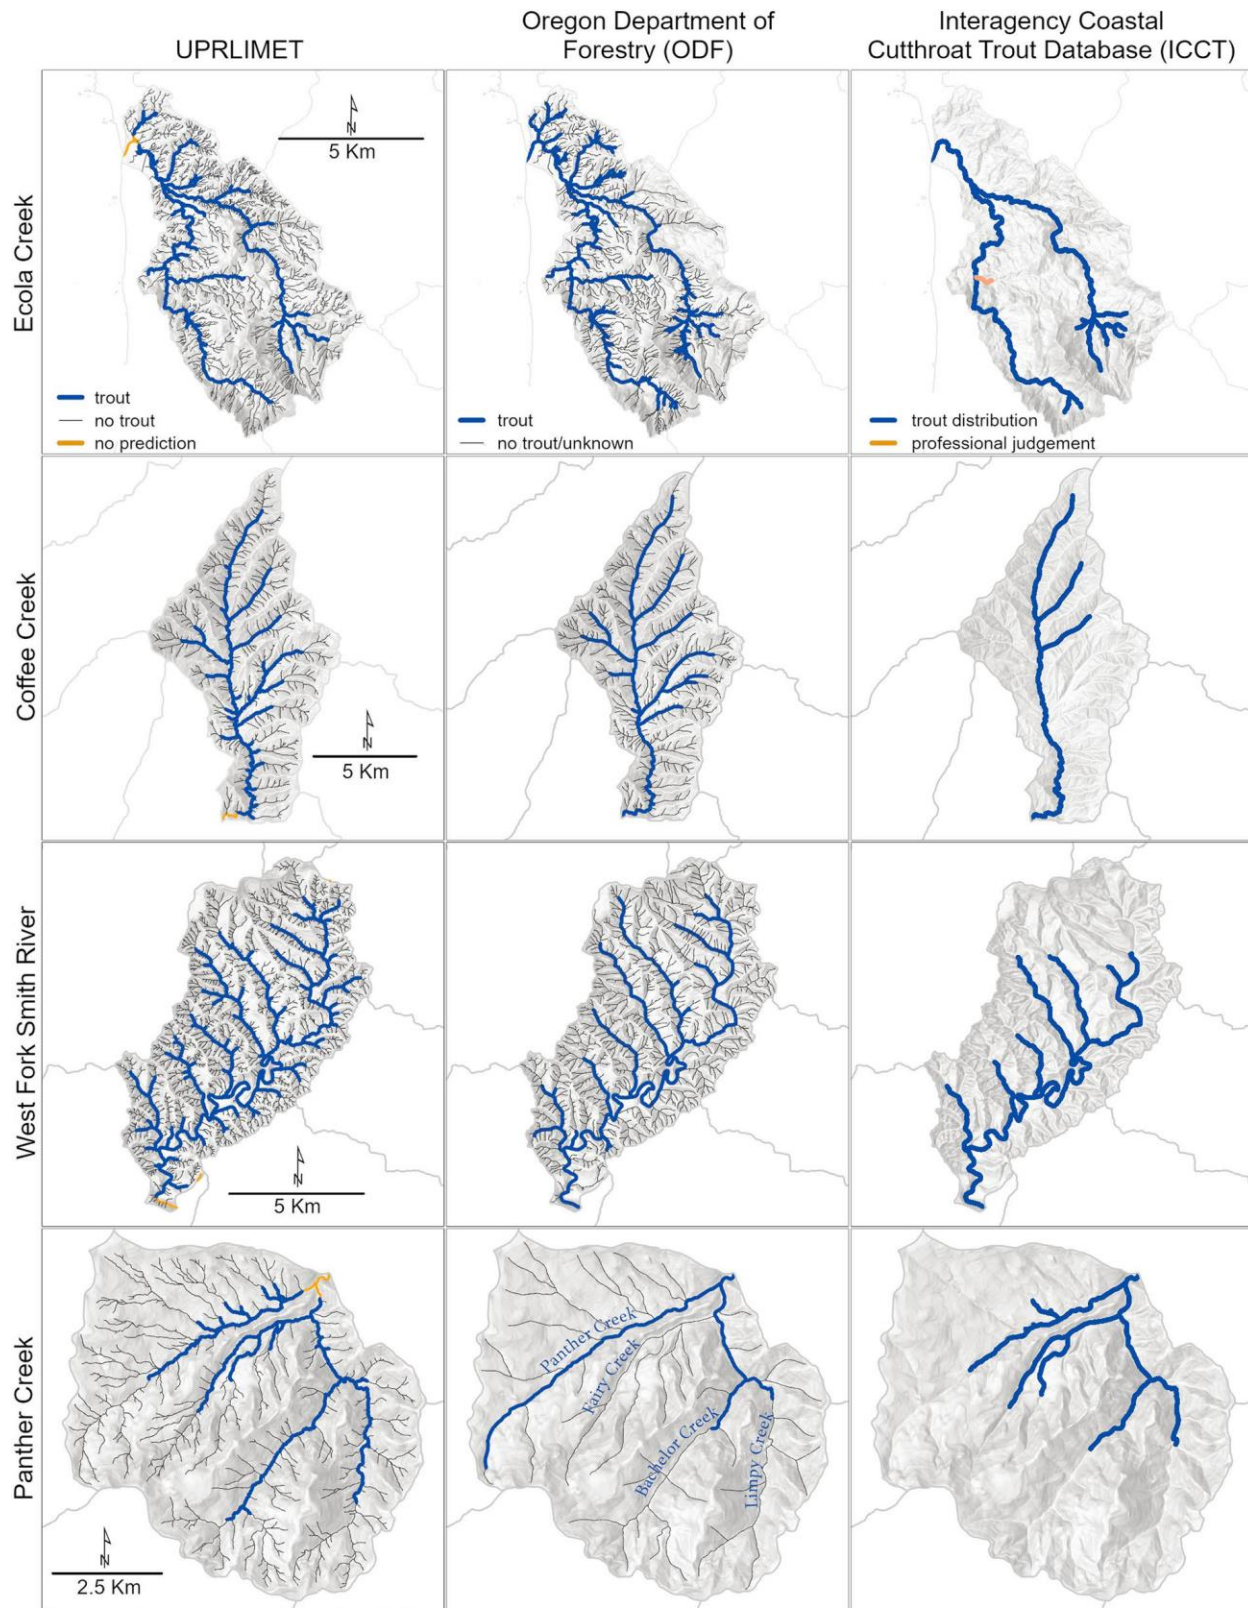 UPRLIMET
Oregon Department of
Forestry (ODF)
Interagency Coastal
Cutthroat Trout Database (ICCT)
Ecola Creek
N
5 Km
trout
no trout
no prediction
trout
no trout/unknown
trout distribution
professional judgement
Coffee Creek
N
5 Km
West Fork Smith River
N
5 Km
Panther Creek
N
2.5 Km
Panther Creek
Fairy Creek
Bachelor Creek
Limpy Creek